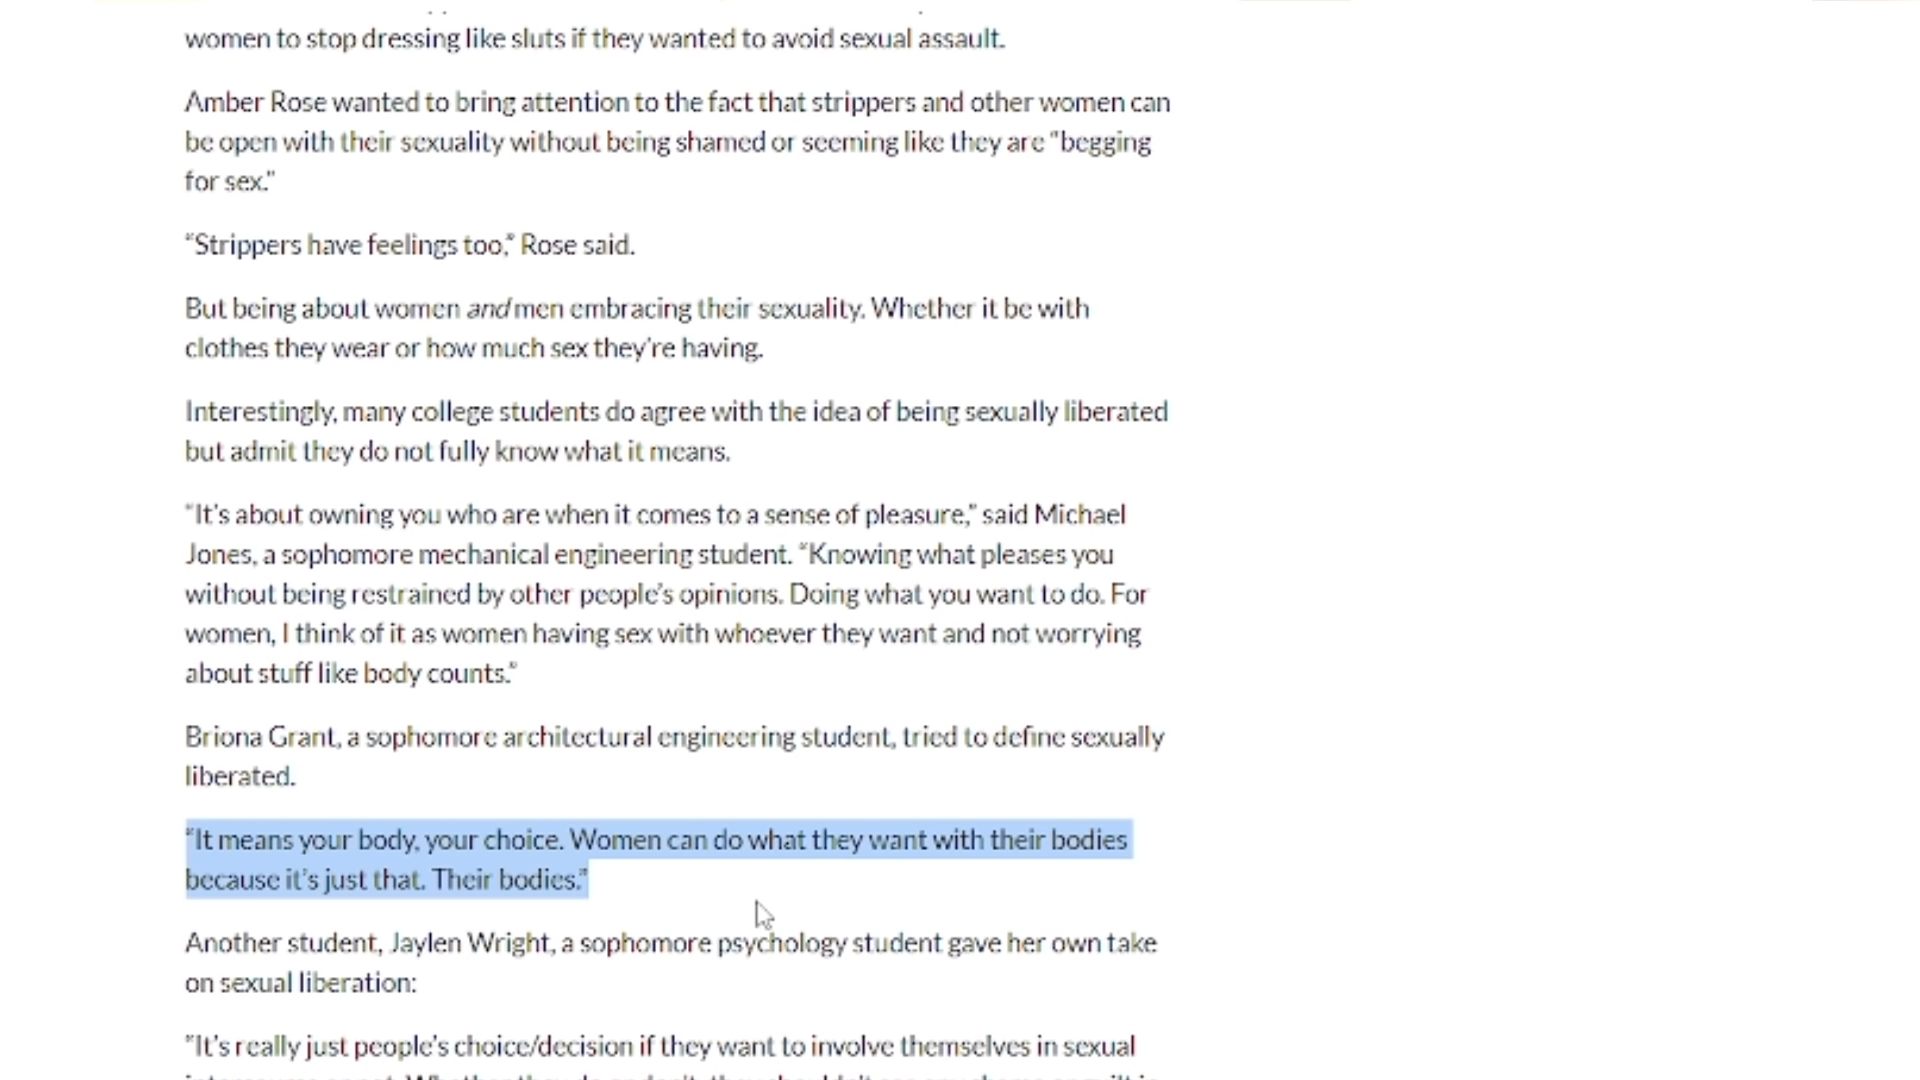 women to stop dressing like sluts if they wanted to avoid sexual assault.
Amber Rose wanted to bring attention to the fact that strippers and other women can
be open with their sexuality without being shamed or seeming like they are "begging
for sex."
"Strippers have feelings too," Rose said.
But being about women and men embracing their sexuality. Whether it be with
clothes they wear or how much sex they're having.
Interestingly, many college students do agree with the idea of being sexually liberated
but admit they do not fully know what it means.
"It's about owning you who are when it comes to a sense of pleasure," said Michael
Jones, a sophomore mechanical engineering student. "Knowing what pleases you
without being restrained by other people's opinions. Doing what you want to do. For
women, I think of it as women having sex with whoever they want and not worrying
about stuff like body counts."
Briona Grant, a sophomore architectural engineering student, tried to define sexually
liberated.
"It means your body, your choice. Women can do what they want with their bodies
because it's just that. Their bodies."
Another student, Jaylen Wright, a sophomore psychology student gave her own take
on sexual liberation:
"It's really just people's choice/decision if they want to involve themselves in sexual